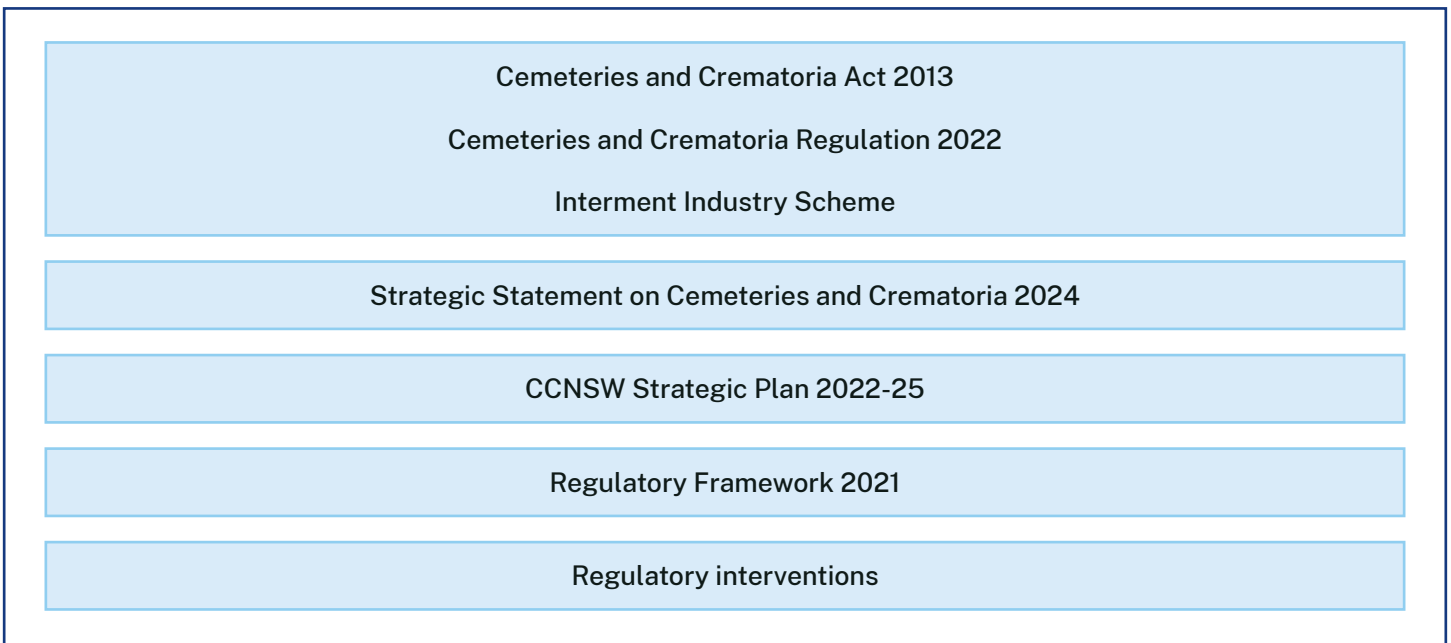 Cemeteries and Crematoria Act 2013
Cemeteries and Crematoria Regulation 2022
Interment Industry Scheme
Strategic Statement on Cemeteries and Crematoria 2024
CCNSW Strategic Plan 2022-25
Regulatory Framework 2021
Regulatory interventions